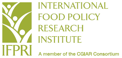 INTERNATIONAL
FOOD POLICY
RESEARCH
INSTITUTE
IFPRI
A member of the CGIAR Consortium